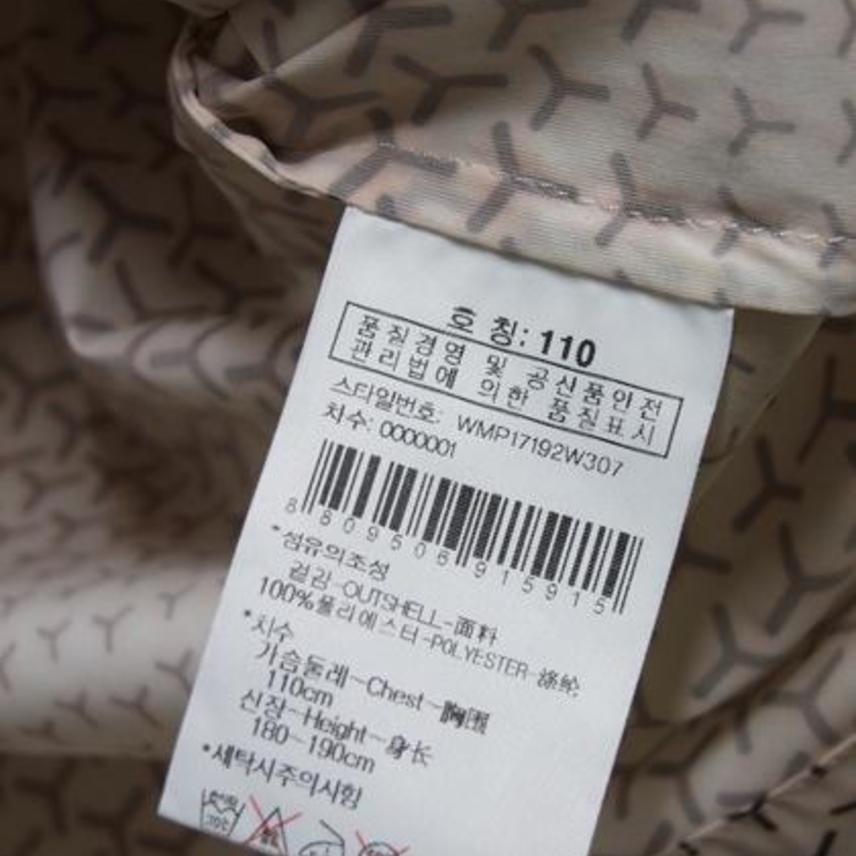 호 칭: 110
품질경영 및 공산품안전
관리법에 의한 품질표시
스타일번호: WMP17192W307
치수: 0000001
8 809506 915915
*섬유의조성
겉감-OUTSHELL-面料
100%폴리에스터-POLYESTER-涤纶
*치수
가슴둘레-Chest-胸围
110cm
신장-Height-身长
180-190cm
*세탁시주의사항